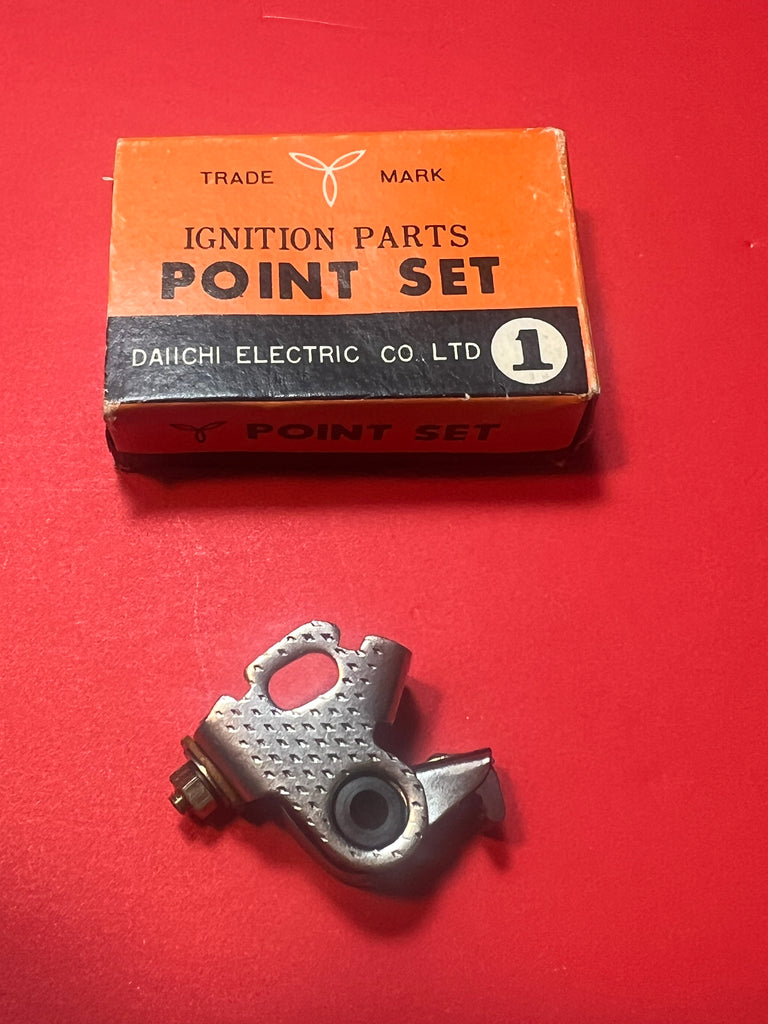 TRADE MARK
IGNITION PARTS
POINT SET
DAIICHI ELECTRIC CO., LTD 1
POINT SET